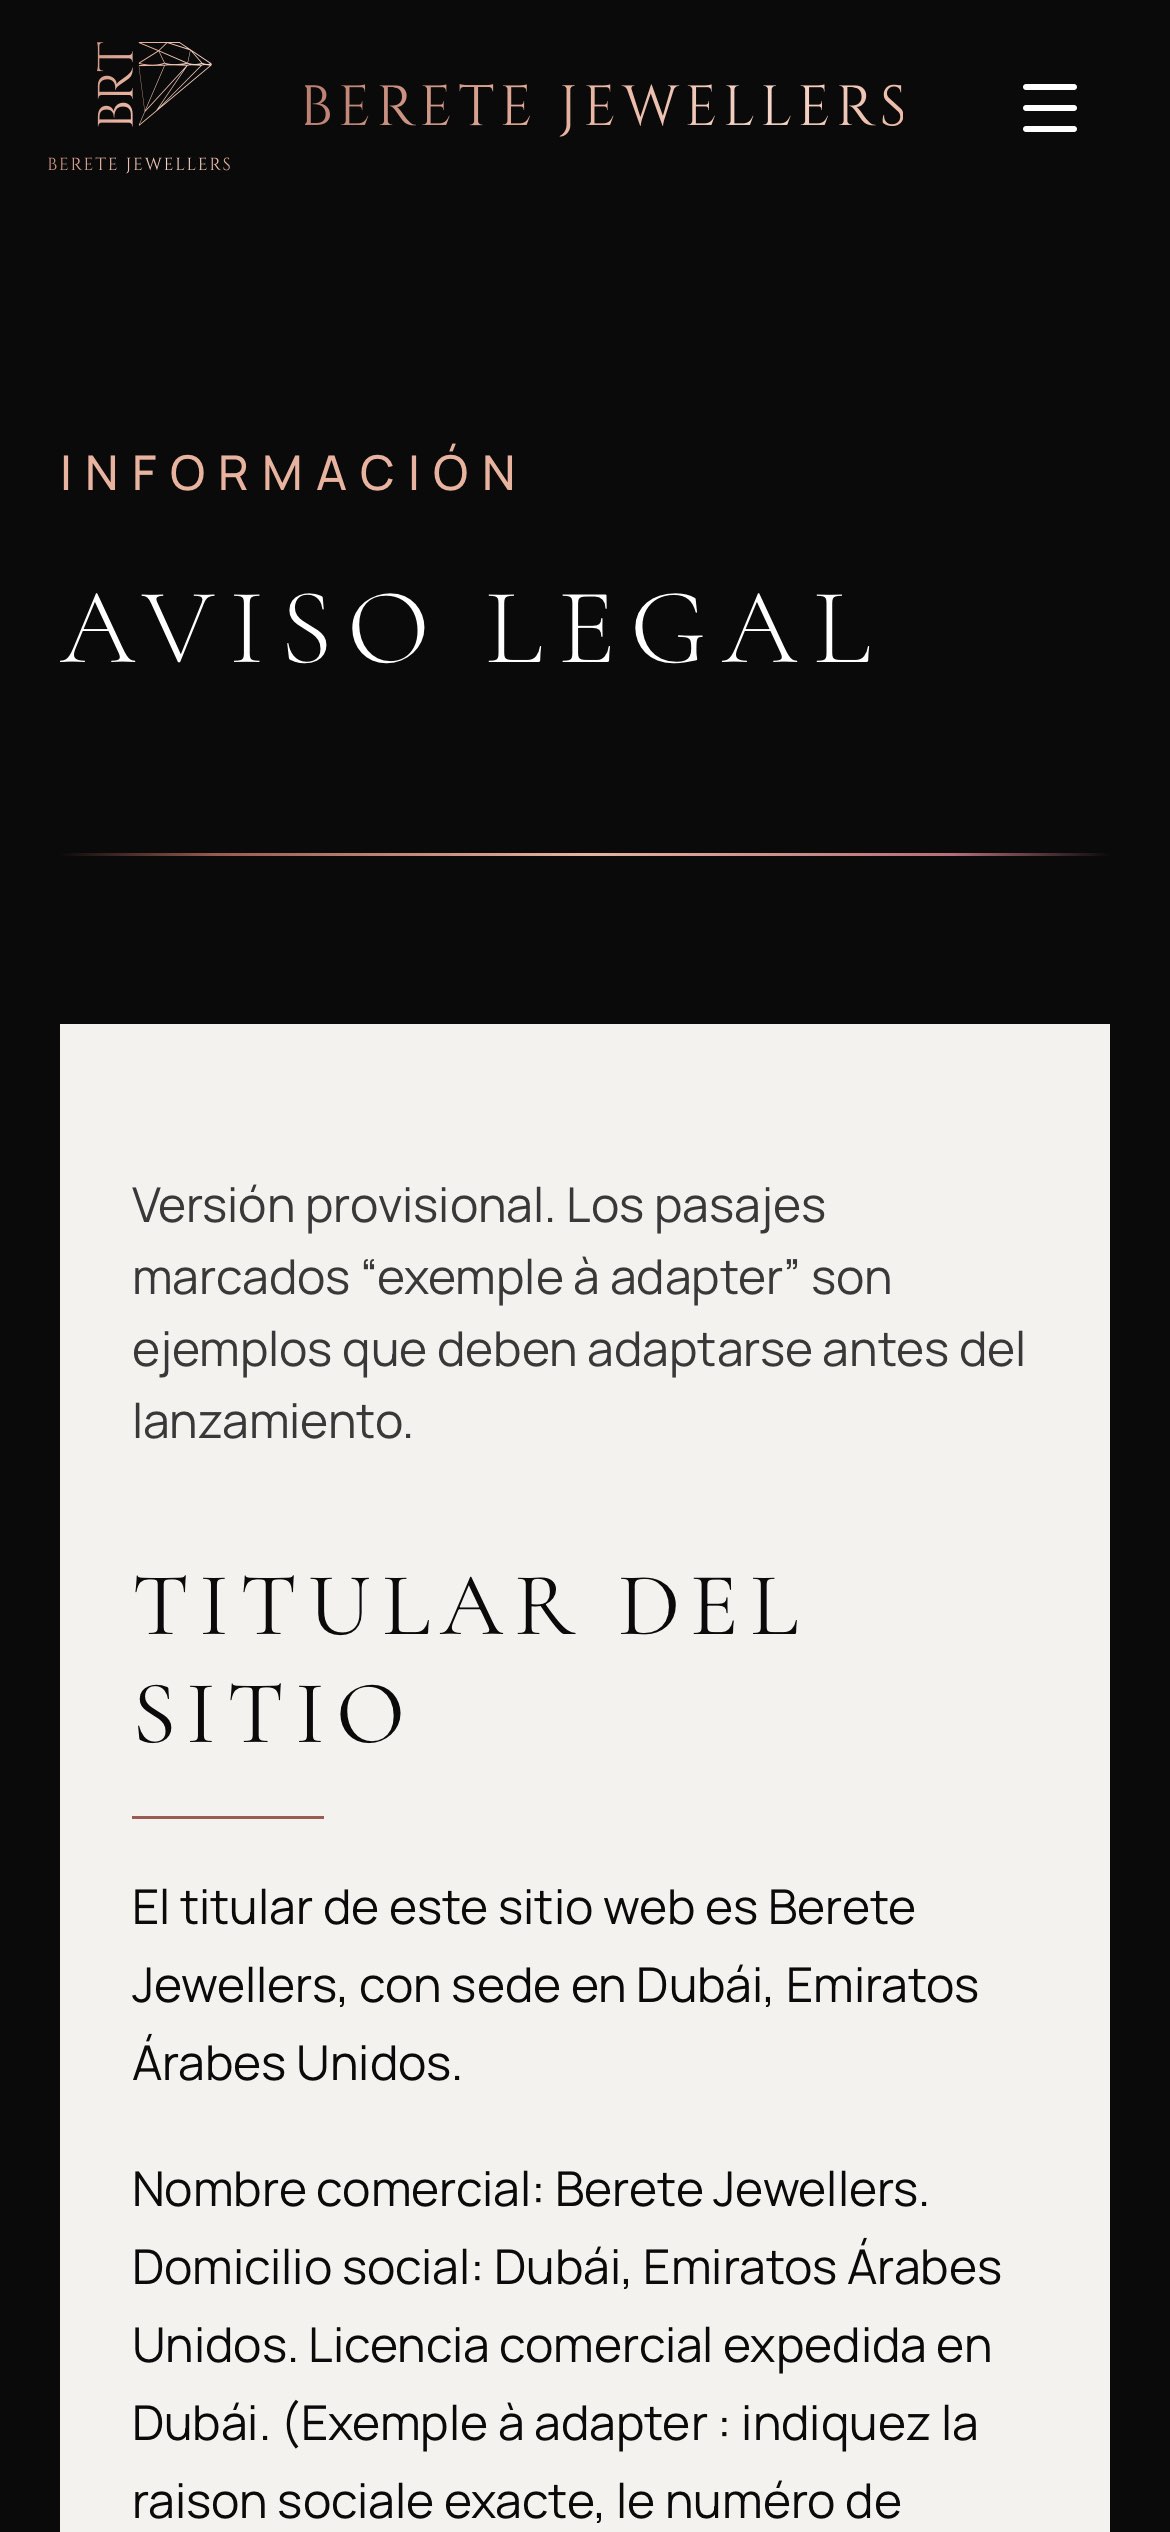 BRT
BERETE JEWELLERS
BERETE JEWELLERS
INFORMACIÓN
AVISO LEGAL
Versión provisional. Los pasajes
marcados “exemple à adapter” son
ejemplos que deben adaptarse antes del
lanzamiento.
TITULAR DEL
SITIO
El titular de este sitio web es Berete
Jewellers, con sede en Dubái, Emiratos
Árabes Unidos.
Nombre comercial: Berete Jewellers.
Domicilio social: Dubái, Emiratos Árabes
Unidos. Licencia comercial expedida en
Dubái. (Exemple à adapter : indiquez la
raison sociale exacte, le numéro de